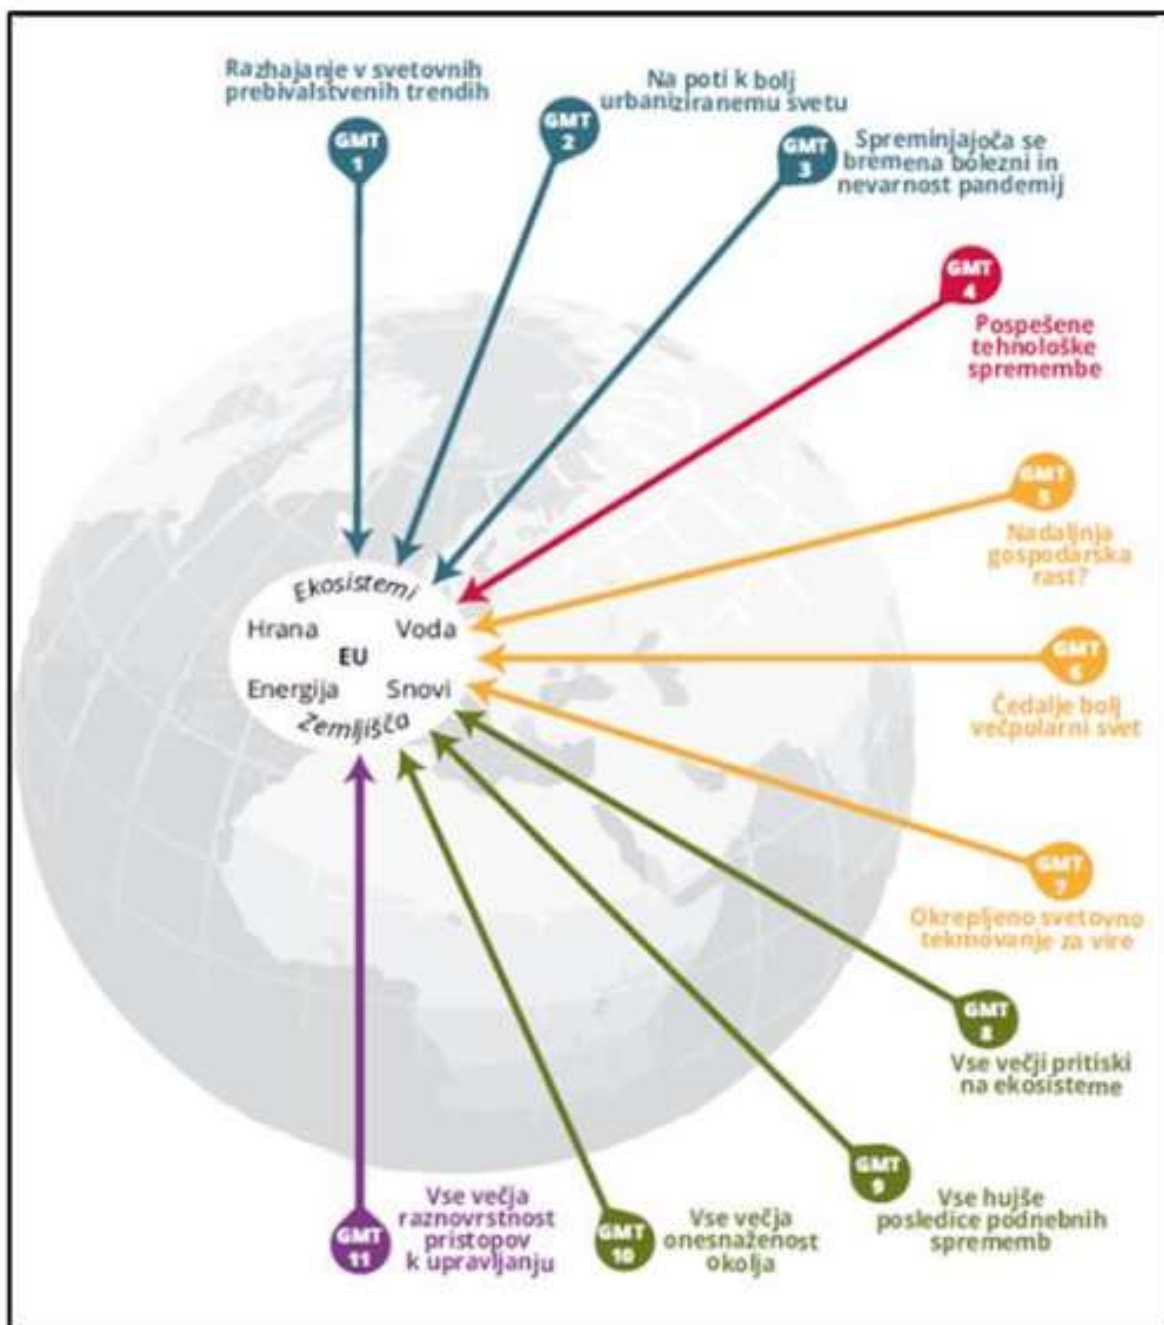 Razhajanje v svetovnih
prebivalstvenih trendih
GMT
1
Na poti k bolj
urbaniziranemu svetu
GMT
2
Spreminjajoča se
bremena bolezni in
nevarnost pandemij
GMT
3
GMT
4
Pospešene
tehnološke
spremembe
GMT
5
Nadaljnja
gospodarska
rast?
GMT
6
Čedalje bolj
večpolarni svet
GMT
7
Okrepljeno svetovno
tekmovanje za vire
GMT
8
Vse večji pritiski
na ekosisteme
GMT
9
Vse hujše
posledice podnebnih
sprememb
GMT
10
Vse večja
onesnaženost
okolja
GMT
11
Vse večja
raznovrstnost
pristopov
k upravljanju
Ekosistemi
Hrana Voda
EU
Energija Snovi
Zemljišča